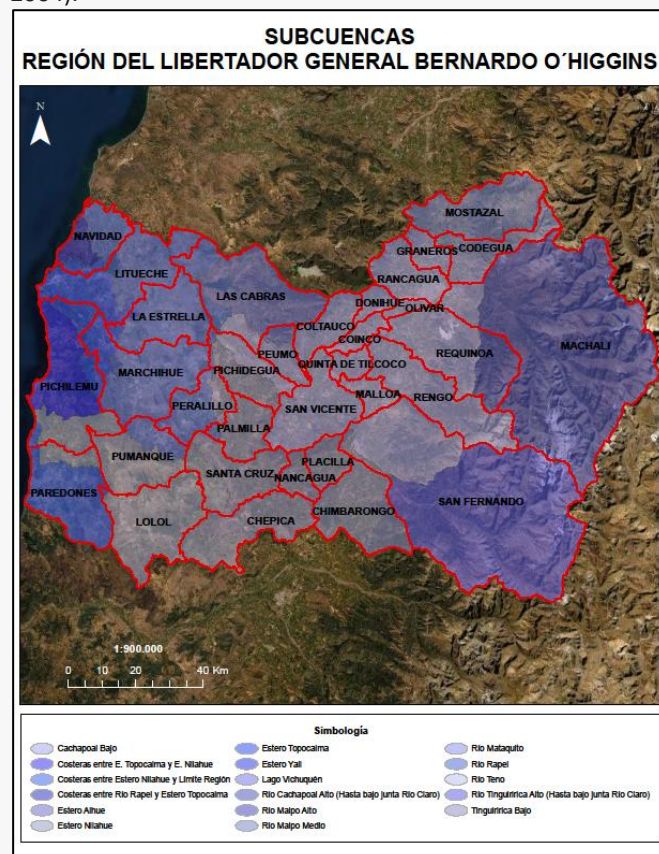 SUBCUENCAS
REGIÓN DEL LIBERTADOR GENERAL BERNARDO O´HIGGINS
N
MOSTAZAL
NAVIDAD
GRANEROS
CODEGUA
LITUECHE
RANCAGUA
LAS CABRAS
DONIHUE
OLIVAR
LA ESTRELLA
COLTAUCO
COINCO
MACHALI
PEUMO
REQUINOA
PICHIDEGUA
QUINTA DE TILCOCO
MARCHIHUE
PICHILEMU
MALLOA
RENGO
PERALILLO
SAN VICENTE
PALMILLA
PUMANQUE
PLACILLA
SANTA CRUZ
NANCAGUA
PAREDONES
SAN FERNANDO
LOLOL
CHEPICA
CHIMBARONGO
1:900.000
0 10 20 40 Km
Simbología
Cachapoal Bajo
Costeras entre E. Topocalma y E. Nilahue
Costeras entre Estero Nilahue y Limite Región
Costeras entre Rio Rapel y Estero Topocalma
Estero Alhue
Estero Nilahue
Estero Topocalma
Estero Yali
Lago Vichuquén
Rio Cachapoal Alto (Hasta bajo junta Rio Claro)
Rio Maipo Alto
Rio Maipo Medio
Rio Mataquito
Rio Rapel
Rio Teno
Rio Tinguiririca Alto (Hasta bajo junta Rio Claro)
Tinguiririca Bajo